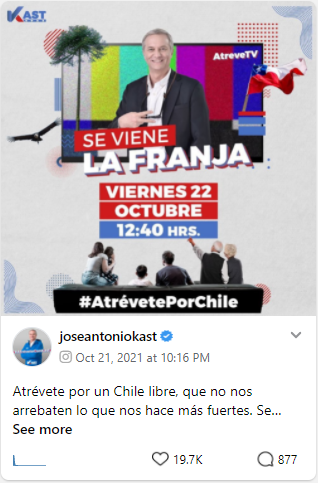 KAST
AtreveTV
SE VIENE
LA FRANJA
VIERNES 22
OCTUBRE
12:40 HRS.
#AtrévetePorChile
joseantoniokast
Oct 21, 2021 at 10:16 PM
Atrévete por un Chile libre, que no nos
arrebaten lo que nos hace más fuertes. Se...
See more
19.7K 877